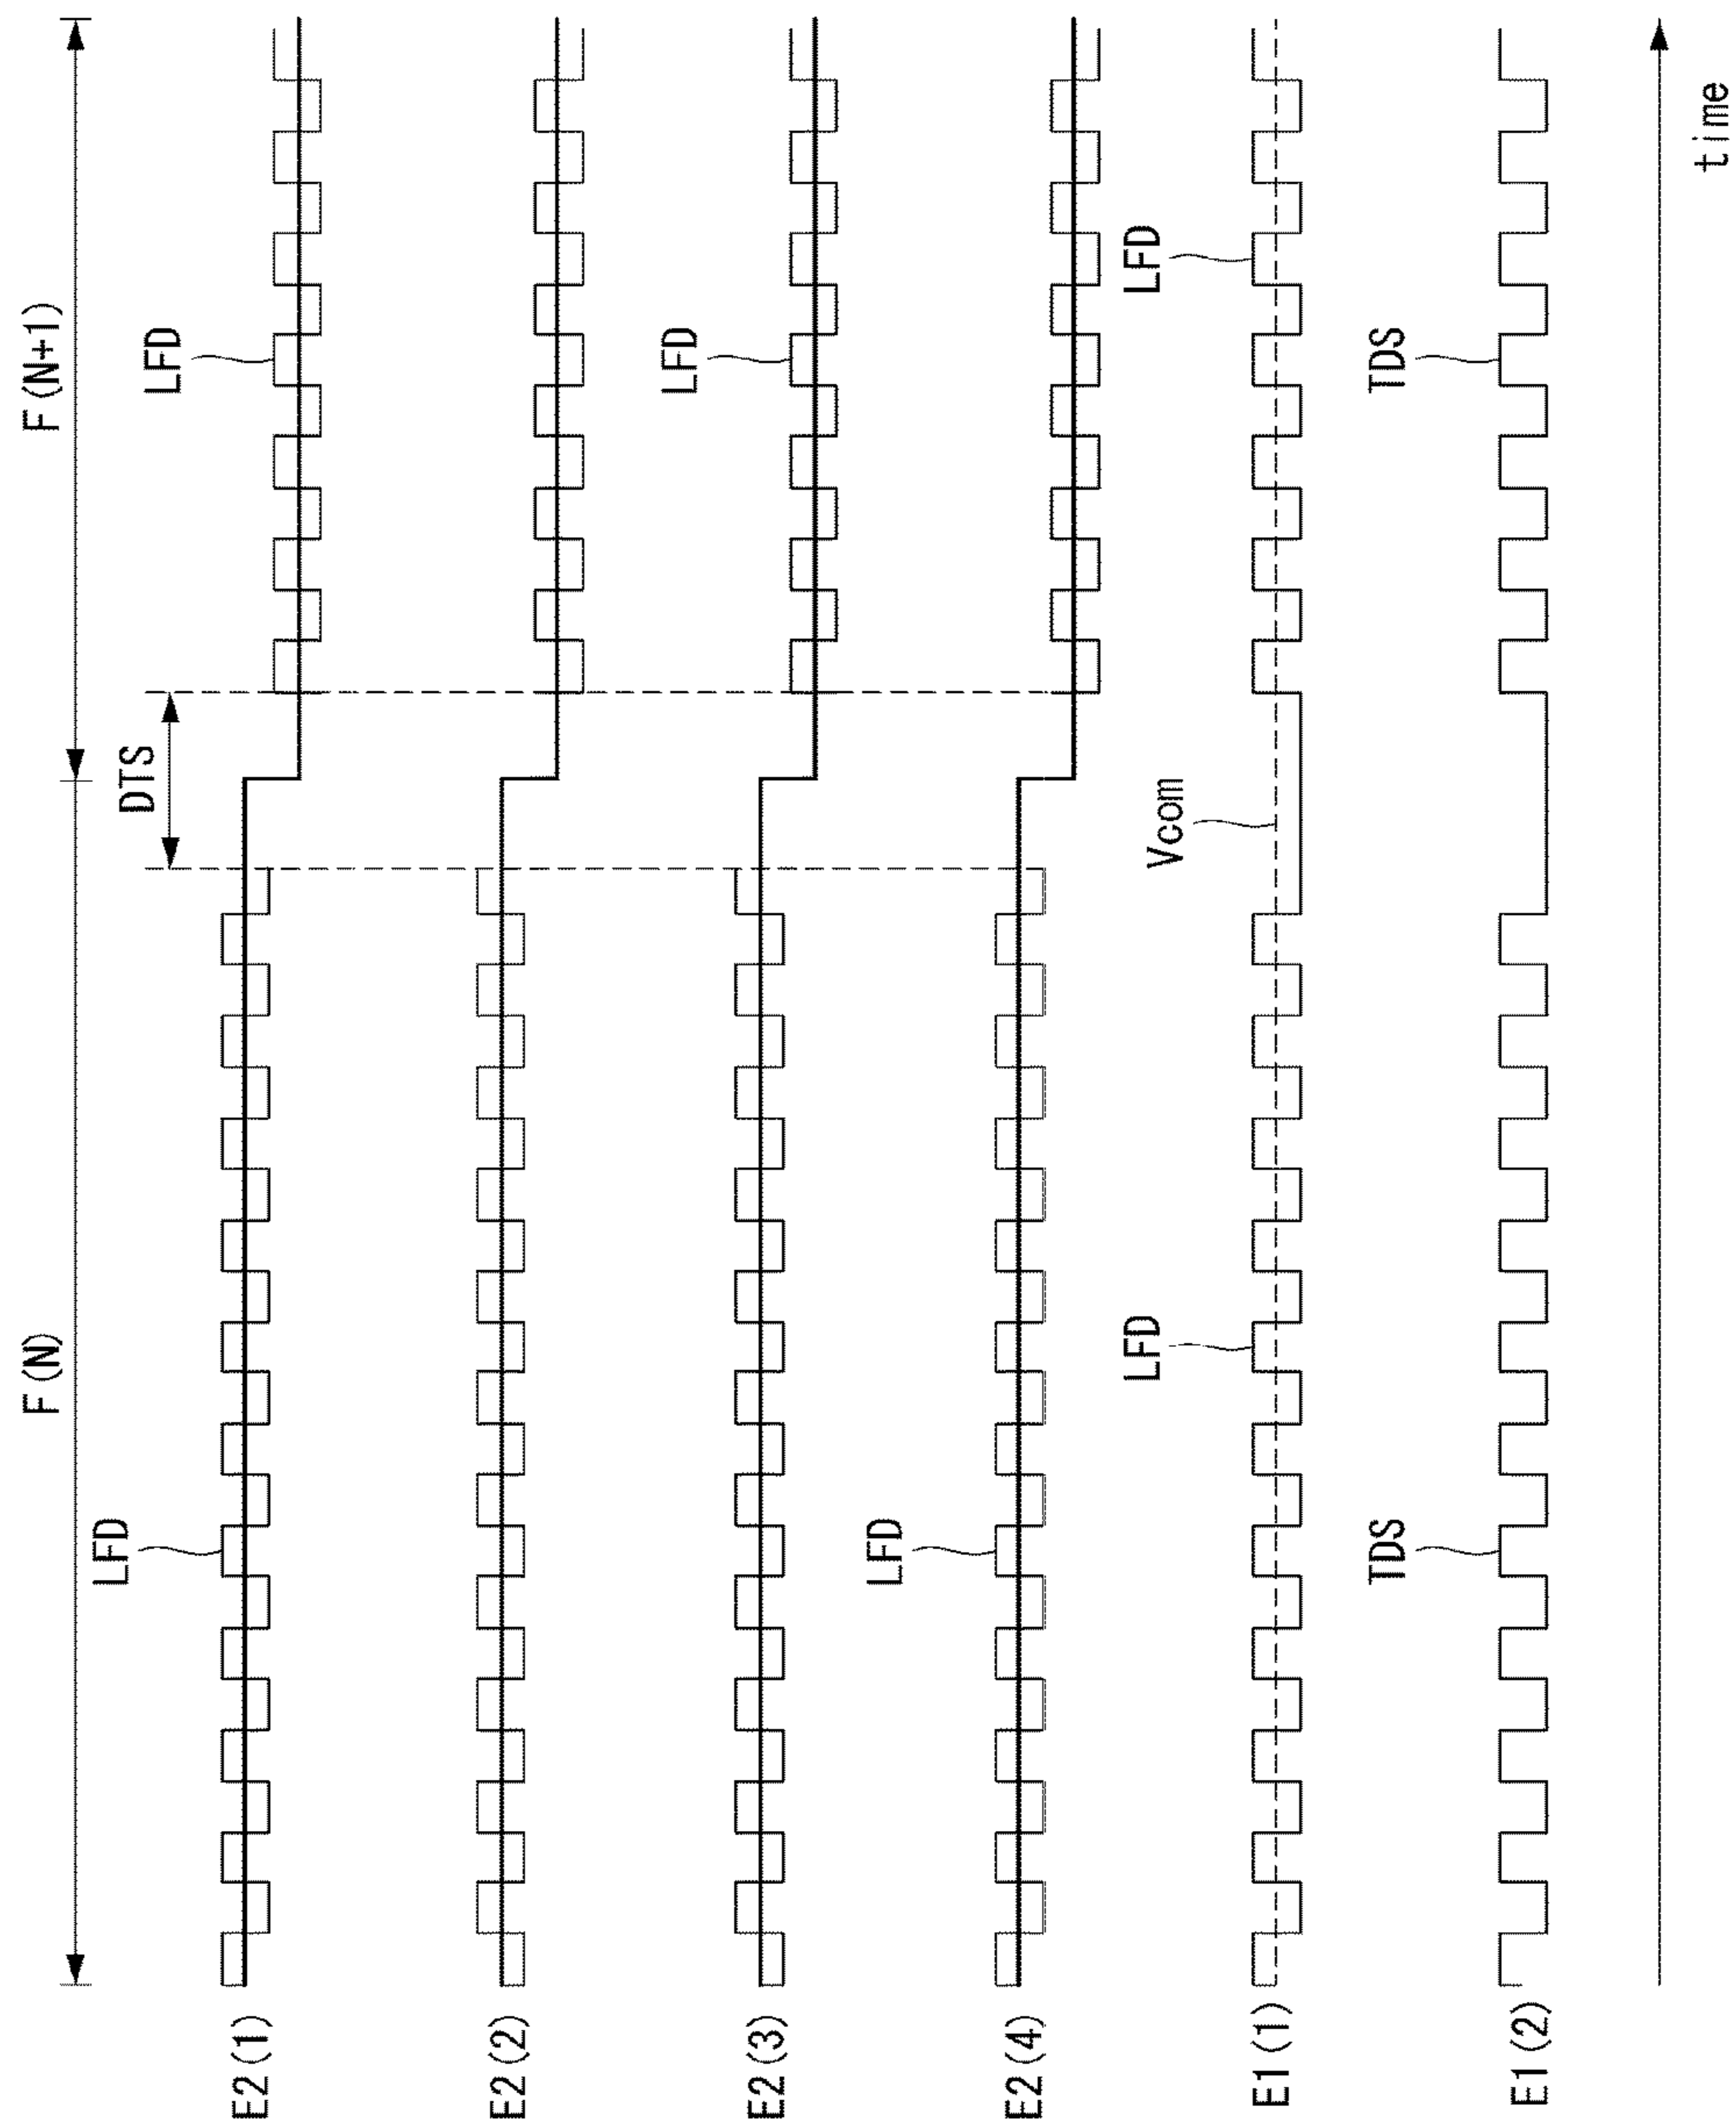 F(N)
F(N+1)
DTS
E2(1)
LFD
LFD
E2(2)
E2(3)
LFD
E2(4)
LFD
E1(1)
LFD
Vcom
LFD
E1(2)
TDS
TDS
time